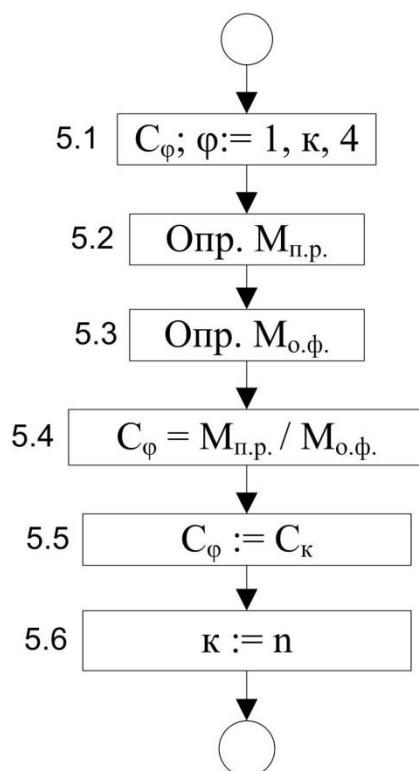 5.1 Cφ; φ:= 1, к, 4
5.2 Опр. Мп.р.
5.3 Опр. Мо.ф.
5.4 Cφ = Мп.р. / Мо.ф.
5.5 Cφ := Cк
5.6 к := n